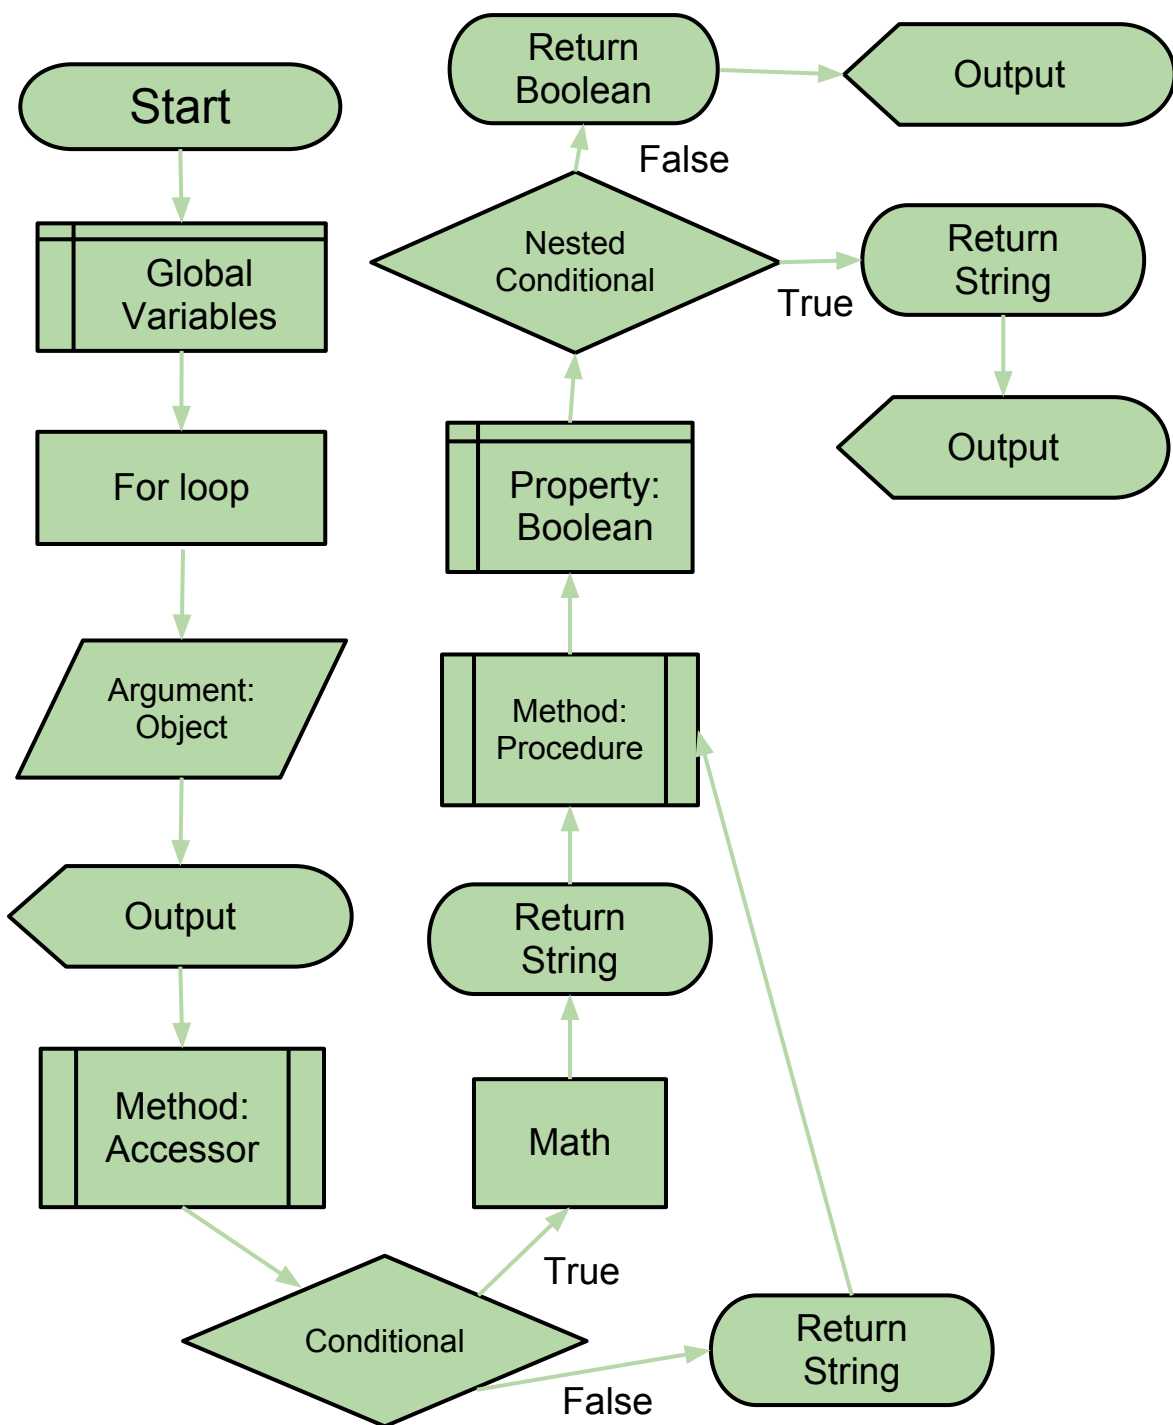 Start
Global
Variables
For loop
Argument:
Object
Output
Method:
Accessor
Conditional
True
False
Math
Return
String
Return
String
Method:
Procedure
Property:
Boolean
Nested
Conditional
False
True
Return
Boolean
Output
Return
String
Output